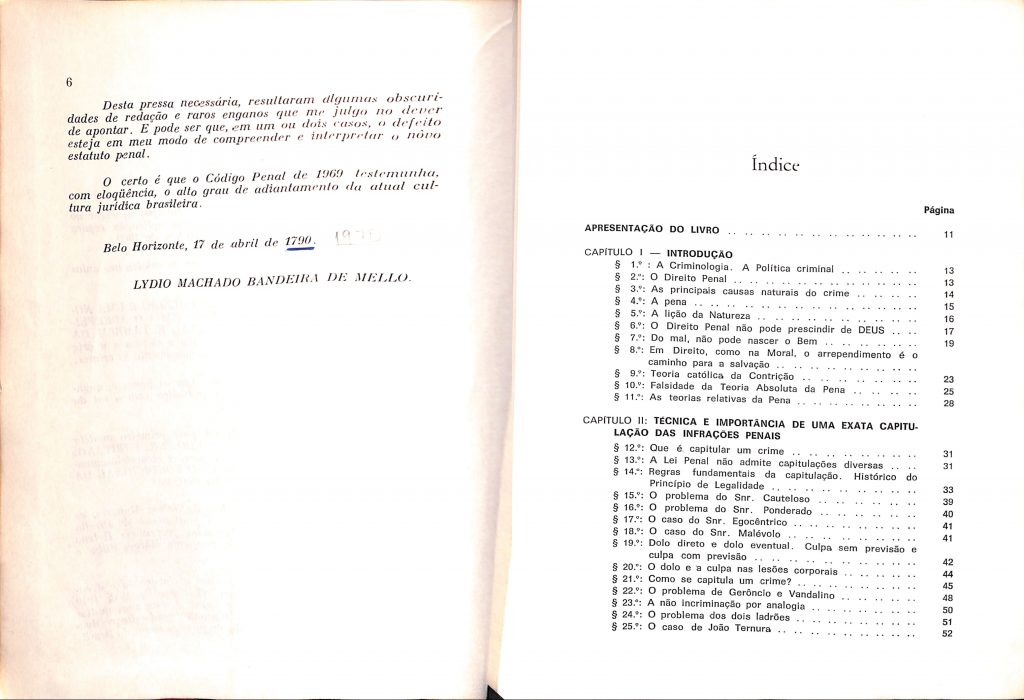 6
Desta pressa necessária, resultaram algumas obscuri-
dades de redação e raros enganos que me julgo no dever
de apontar. E pode ser que, em um ou dois casos, o defeito
esteja em meu modo de compreender e interpretar o novo
estatuto penal.
O certo é que o Código Penal de 1969 testemunha,
com eloqüência, o alto grau de adiantamento da atual cul-
tura jurídica brasileira.
Belo Horizonte, 17 de abril de 1790.
LYDIO MACHADO BANDEIRA DE MELLO.
Índice
Página
APRESENTAÇÃO DO LIVRO .. .. .. .. .. .. .. .. .. .. 11
CAPÍTULO I — INTRODUÇÃO
§ 1.º : A Criminologia. A Política criminal .. .. .. .. 13
§ 2.º: O Direito Penal .. .. .. .. .. .. .. .. .. .. 13
§ 3.º: As principais causas naturais do crime .. .. .. 14
§ 4.º: A pena .. .. .. .. .. .. .. .. .. .. .. .. 15
§ 5.º: A lição da Natureza .. .. .. .. .. .. .. .. .. 16
§ 6.º: O Direito Penal não pode prescindir de DEUS .. .. 17
§ 7.º: Do mal, não pode nascer o Bem .. .. .. .. .. 19
§ 8.º: Em Direito, como na Moral, o arrependimento é o
caminho para a salvação .. .. .. .. .. .. .. ..
§ 9.º: Teoria católica da Contrição .. .. .. .. .. .. 23
§ 10.º: Falsidade da Teoria Absoluta da Pena .. .. .. 25
§ 11.º: As teorias relativas da Pena .. .. .. .. .. .. 28
CAPÍTULO II: TÉCNICA E IMPORTÂNCIA DE UMA EXATA CAPITU-
LAÇÃO DAS INFRAÇÕES PENAIS
§ 12.º: Que é capitular um crime .. .. .. .. .. .. 31
§ 13.º: A Lei Penal não admite capitulações diversas .. .. 31
§ 14.º: Regras fundamentais da capitulação. Histórico do
Princípio de Legalidade .. .. .. .. .. .. .. .. 33
§ 15.º: O problema do Snr. Cauteloso .. .. .. .. .. 39
§ 16.º: O problema do Snr. Ponderado .. .. .. .. .. 40
§ 17.º: O caso do Snr. Egocêntrico .. .. .. .. .. .. 41
§ 18.º: O caso do Snr. Malévolo .. .. .. .. .. .. .. 41
§ 19.º: Dolo direto e dolo eventual. Culpa sem previsão e
culpa com previsão .. .. .. .. .. .. .. .. .. 42
§ 20.º: O dolo e a culpa nas lesões corporais .. .. .. .. 44
§ 21.º: Como se capitula um crime? .. .. .. .. .. .. 45
§ 22.º: O problema de Gerôncio e Vandalino .. .. .. .. 48
§ 23.º: A não incriminação por analogia .. .. .. .. .. 50
§ 24.º: O problema dos dois ladrões .. .. .. .. .. .. 51
§ 25.º: O caso de João Ternura .. .. .. .. .. .. .. 52